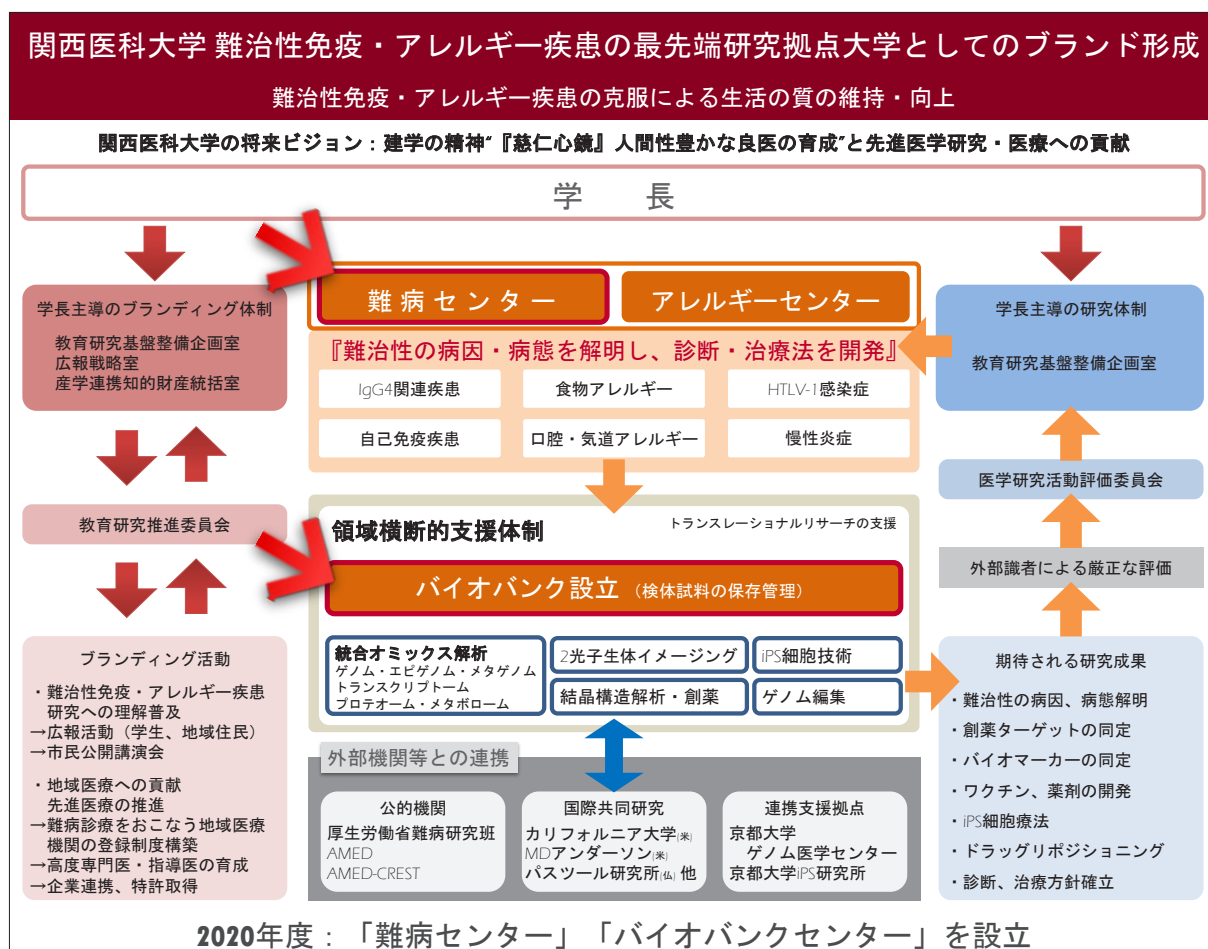 関西医科大学 難治性免疫・アレルギー疾患の最先端研究拠点大学としてのブランド形成
難治性免疫・アレルギー疾患の克服による生活の質の維持・向上
関西医科大学の将来ビジョン：建学の精神“『慈仁心鏡』人間性豊かな良医の育成”と先進医学研究・医療への貢献
学　長
学長主導のブランディング体制
教育研究基盤整備企画室
広報戦略室
産学連携知的財産統括室
教育研究推進委員会
ブランディング活動
・難治性免疫・アレルギー疾患
研究への理解普及
→広報活動（学生、地域住民）
→市民公開講演会
・地域医療への貢献
先進医療の推進
→難病診療をおこなう地域医療
機関の登録制度構築
→高度専門医・指導医の育成
→企業連携、特許取得
難病センター
アレルギーセンター
『難治性の病因・病態を解明し、診断・治療法を開発』
IgG4関連疾患
食物アレルギー
HTLV-1感染症
自己免疫疾患
口腔・気道アレルギー
慢性炎症
領域横断的支援体制
トランスレーショナルリサーチの支援
バイオバンク設立（検体試料の保存管理）
統合オミックス解析
ゲノム・エピゲノム・メタゲノム
トランスクリプトーム
プロテオーム・メタボローム
2光子生体イメージング
iPS細胞技術
結晶構造解析・創薬
ゲノム編集
外部機関等との連携
公的機関
厚生労働省難病研究班
AMED
AMED-CREST
国際共同研究
カリフォルニア大学(米)
MDアンダーソン(米)
パスツール研究所(仏) 他
連携支援拠点
京都大学
ゲノム医学センター
京都大学iPS研究所
学長主導の研究体制
教育研究基盤整備企画室
医学研究活動評価委員会
外部識者による厳正な評価
期待される研究成果
・難治性の病因、病態解明
・創薬ターゲットの同定
・バイオマーカーの同定
・ワクチン、薬剤の開発
・iPS細胞療法
・ドラッグリポジショニング
・診断、治療方針確立
2020年度：「難病センター」「バイオバンクセンター」を設立